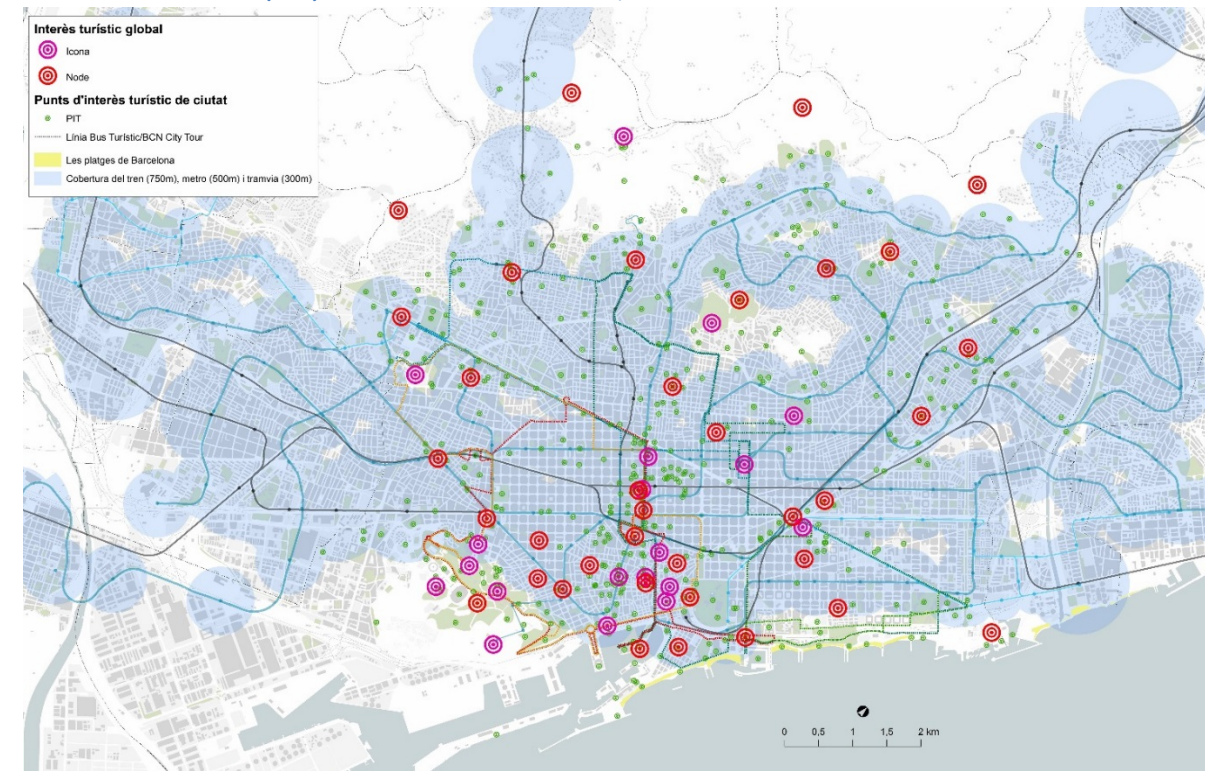 Interès turístic global
Icona
Node
Punts d'interès turístic de ciutat
PIT
Línia Bus Turístic/BCN City Tour
Les platges de Barcelona
Cobertura del tren (750m), metro (500m) i tramvia (300m)
0 0,5 1 1,5 2 km